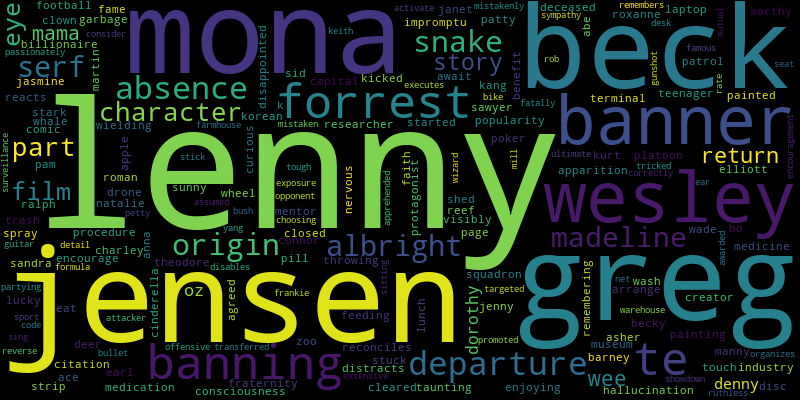 football
fame
clown
garbage
mama
billionaire
eye
mona
activate
janet
mistakenly
impromptu
patty
consider
passionately
keith
snake
story
await
kang
beck
deceased
sympathy
remembers
abe
roxanne
laptop
desk
mutual
worthy
famous
patrol
seat
rob
gunshot
rate
serf
jasmine
martin
absence
disappointed
sid
kicked
capital
executes
benefit
bike
sawyer
fatally
terminal
teenager
painted
reacts
stark
whale
comic
wielding
character
forrest
korean
k
mistaken
researcher
started
popularity
banner
encouragement
surveillance
part
pam
apple
farmhouse
lenny
stick
curious
tough
poker
ultimate
kurt
platoon
tricked
correctly
return
roman
drone
natalie
petty
sunny
wheel
exposure
opponent
assumed
nervous
faith
protagonist
wizard
mill
apparition
elliott
film
ralph
bush
mentor
choosing
apprehended
shed
reef
wesley
ear
trash
spray
procedure
anna
origin
yang
connor
closed
visibly
page
madeline
wade
bo
awarded
guitar
detail
encourage
charley
albright
medicine
sandra
formula
theodore
disables
pill
throwing
sitting
squadron
greg
net
wash
arrange
creator
partying
lucky
eat
attacker
cinderella
jensen
oz
agreed
frankie
feeding
lunch
targeted
jenny
dorothy
remembering
warehouse
becky
painting
sport
code
sing
reverse
deer
bullet
offensive
transferred
zoo
reconciles
promoted
asher
museum
manny
organizes
citation
earl
banning
extensive
stuck
distracts
departure
barney
te
touch
industry
showdown
ace
strip
medication
fraternity
consciousness
cleared
taunting
enjoying
wee
hallucination
denny
disc
ruthless